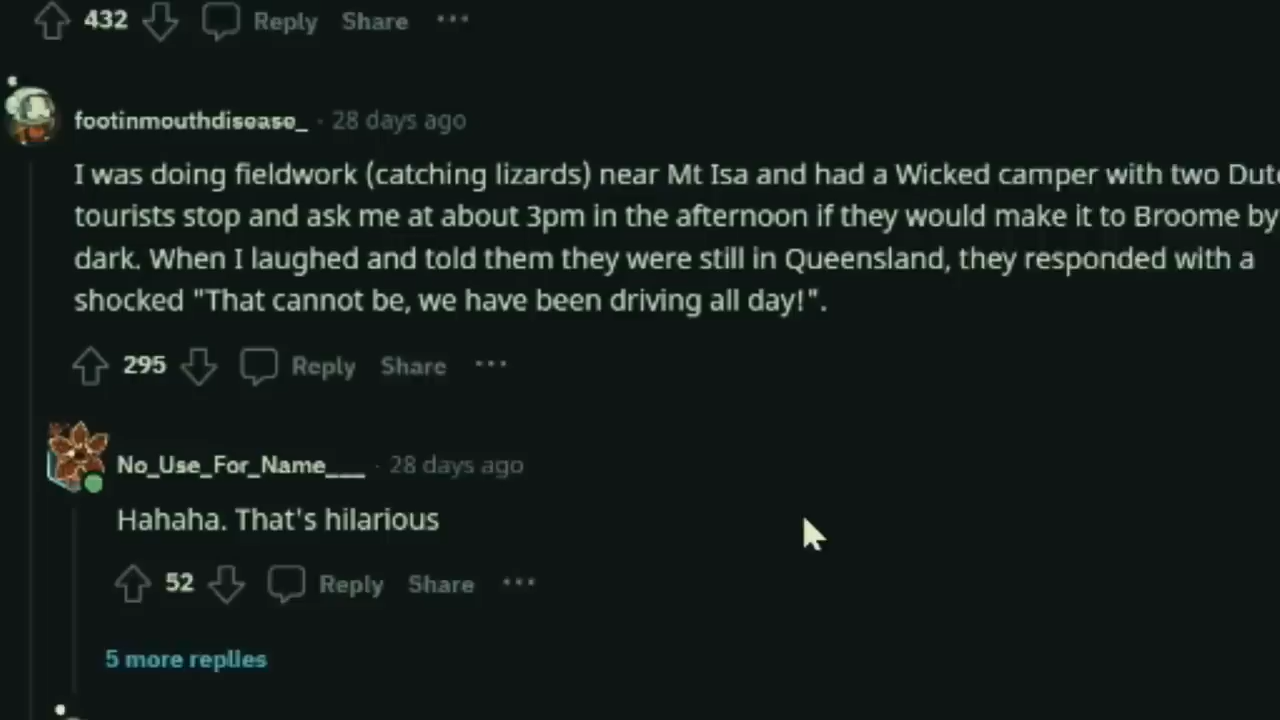 432 Reply Share ...
footinmouthdisease_ · 28 days ago
I was doing fieldwork (catching lizards) near Mt Isa and had a Wicked camper with two
tourists stop and ask me at about 3pm in the afternoon if they would make it to Broome by
dark. When I laughed and told them they were still in Queensland, they responded with a
shocked "That cannot be, we have been driving all day!".
295 Reply Share ...
No_Use_For_Name___ · 28 days ago
Hahaha. That's hilarious
52 Reply Share ...
5 more replies